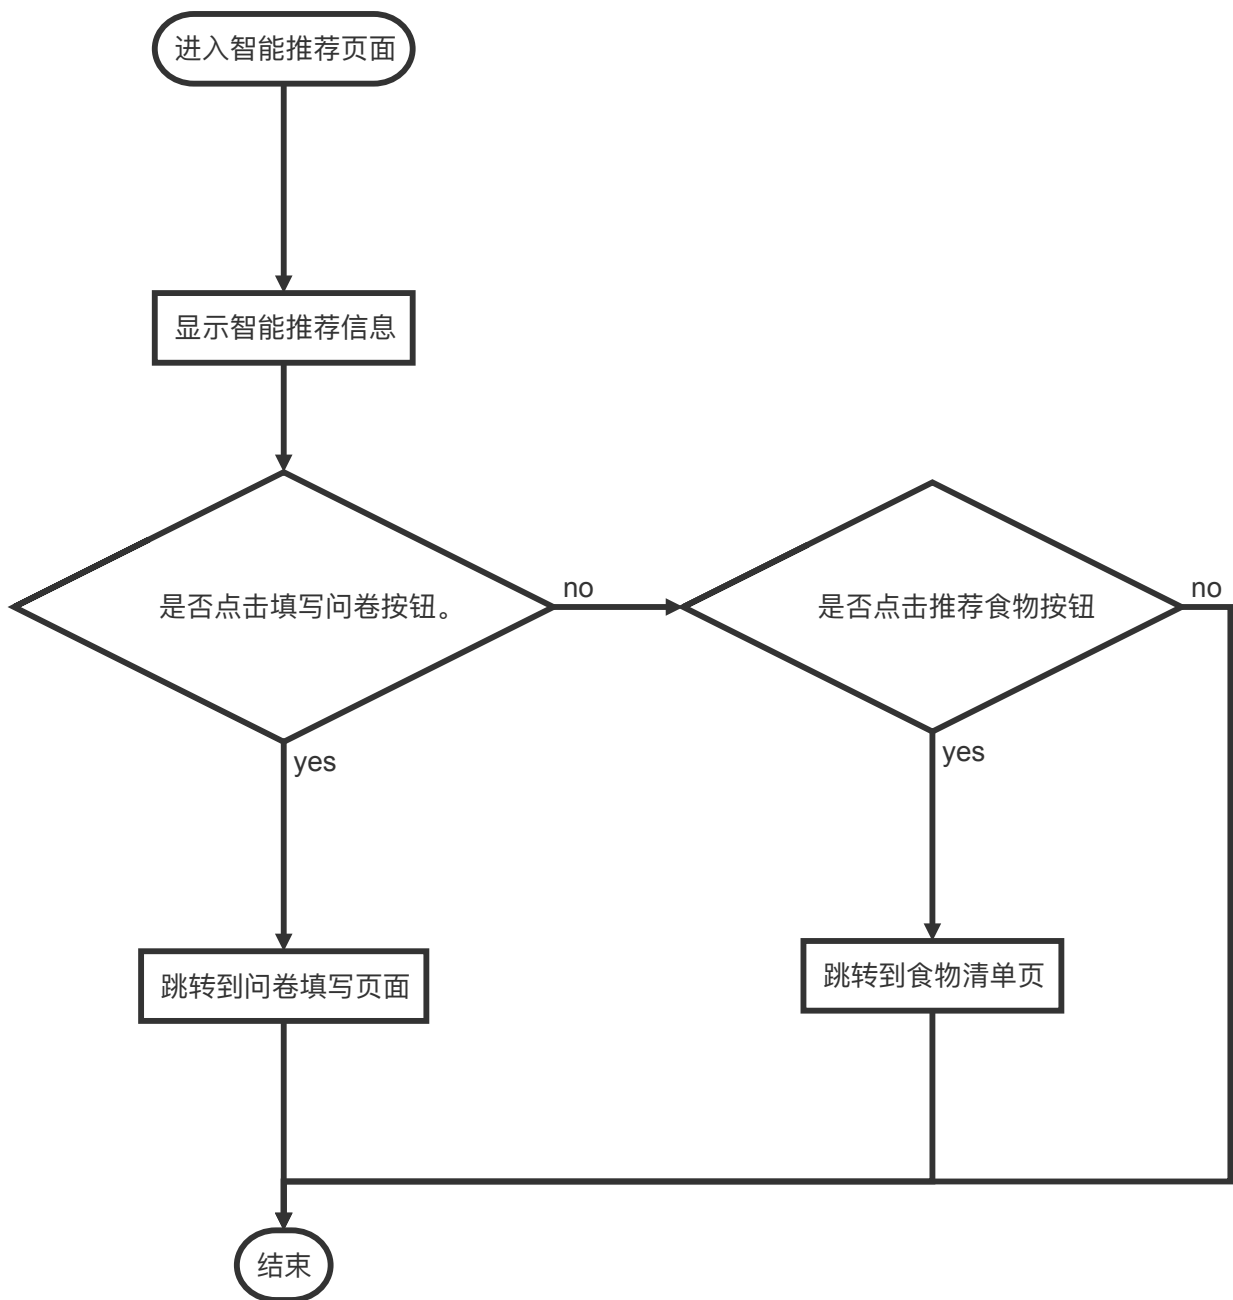 进入智能推荐页面
显示智能推荐信息
是否点击填写问卷按钮。
no
是否点击推荐食物按钮
no
yes
yes
跳转到问卷填写页面
跳转到食物清单页
结束